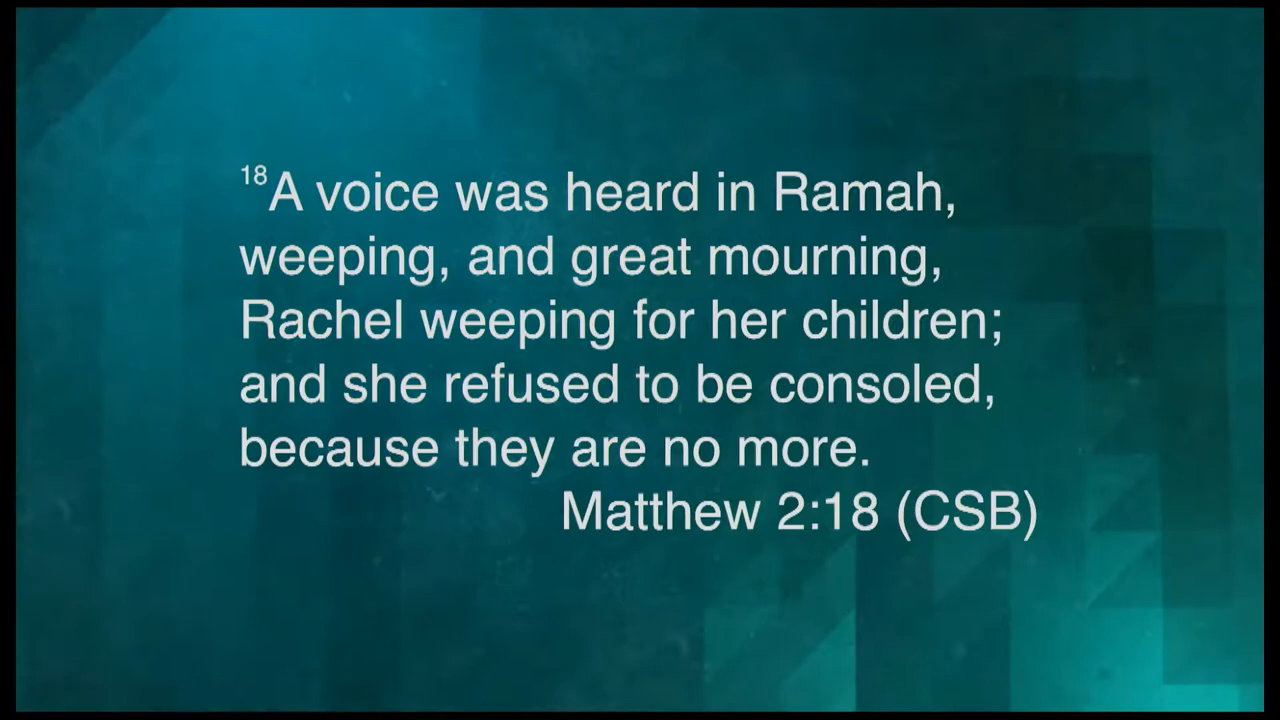 18A voice was heard in Ramah,
weeping, and great mourning,
Rachel weeping for her children;
and she refused to be consoled,
because they are no more.
Matthew 2:18 (CSB)